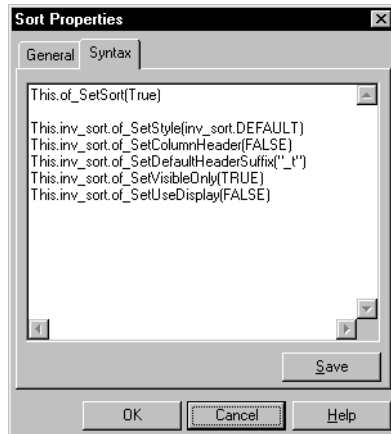 Sort Properties
General
Syntax
This.of_SetSort(True)
This.inv_sort.of_SetStyle(inv_sort.DEFAULT)
This.inv_sort.of_SetColumnHeader(FALSE)
This.inv_sort.of_SetDefaultHeaderSuffix("_t")
This.inv_sort.of_SetVisibleOnly(TRUE)
This.inv_sort.of_SetUseDisplay(FALSE)
Save
OK
Cancel
Help